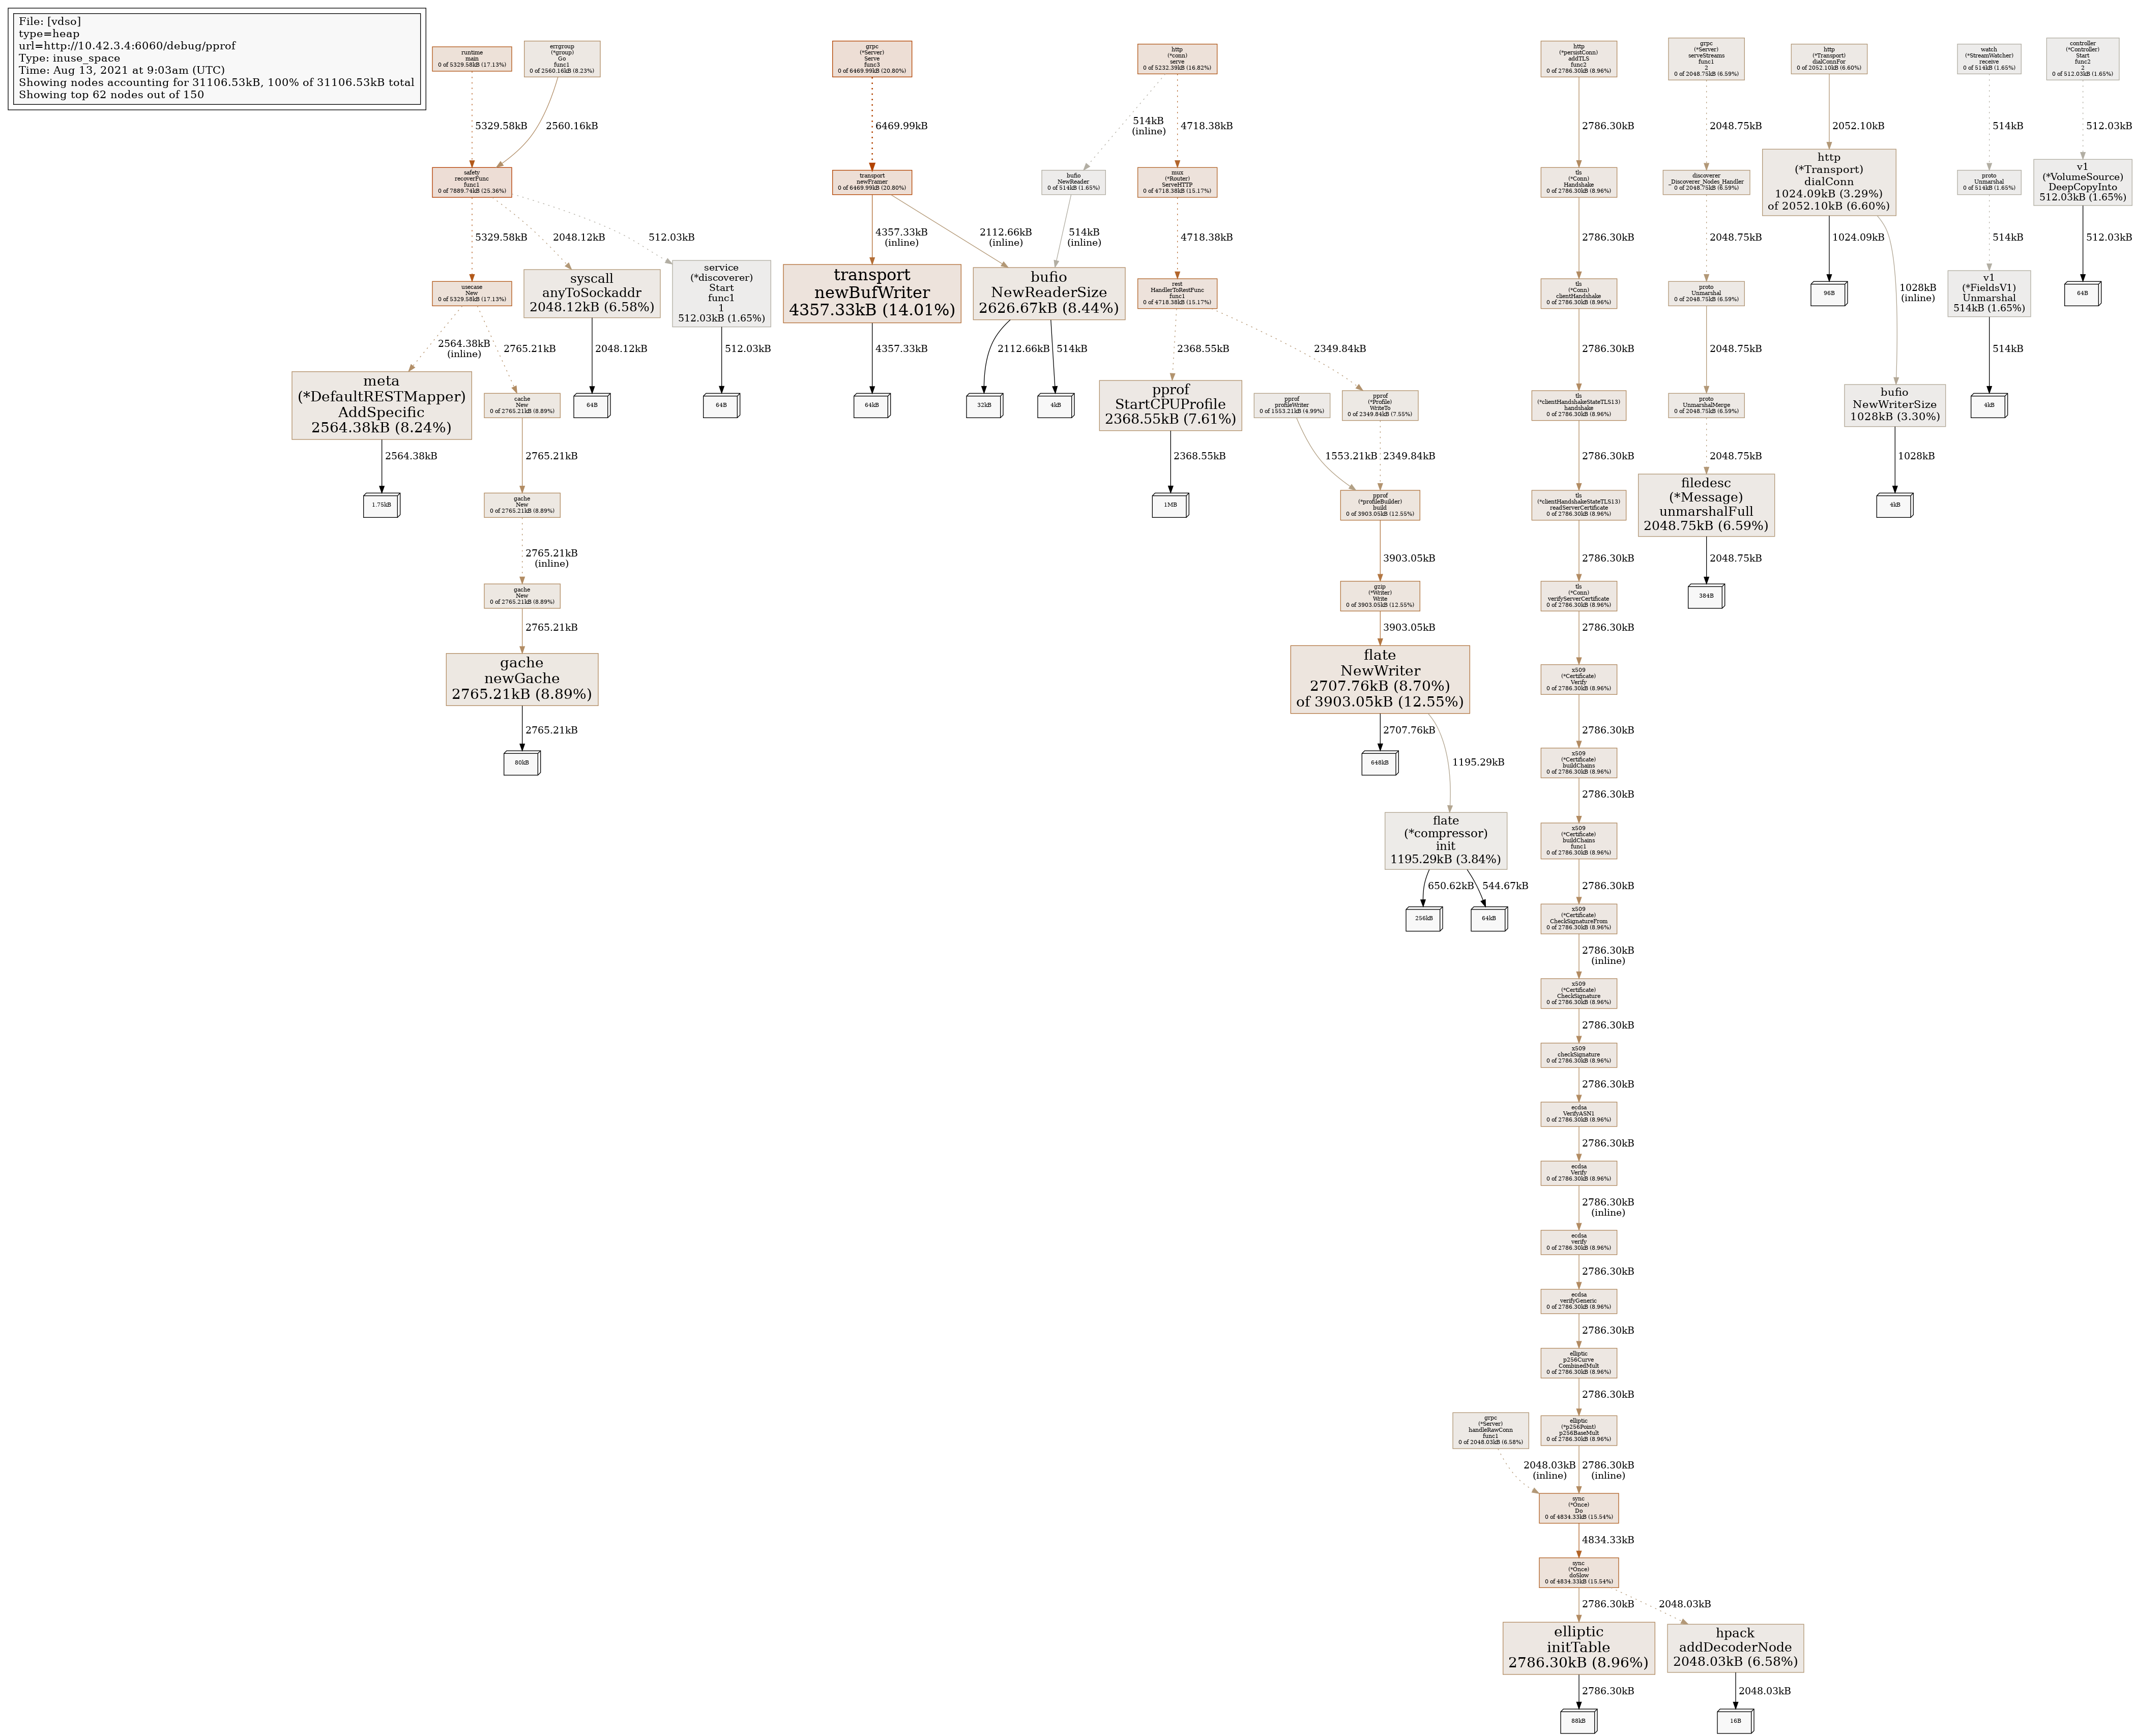 File: [vdso]
type=heap
url=http://10.42.3.4:6060/debug/pprof
Type: inuse_space
Time: Aug 13, 2021 at 9:03am (UTC)
Showing nodes accounting for 31106.53kB, 100% of 31106.53kB total
Showing top 62 nodes out of 150
runtime
main
0 of 5329.58kB (17.13%)
errgroup
(*group)
Go
func1
0 of 2560.16kB (8.23%)
5329.58kB
2560.16kB
safety
recoverFunc
func1
0 of 7889.74kB (25.36%)
5329.58kB
2048.12kB
512.03kB
usecase
New
0 of 5329.58kB (17.13%)
syscall
anyToSockaddr
2048.12kB (6.58%)
service
(*discoverer)
Start
func1
1
512.03kB (1.65%)
2564.38kB
(inline)
2765.21kB
2048.12kB
512.03kB
meta
(*DefaultRESTMapper)
AddSpecific
2564.38kB (8.24%)
cache
New
0 of 2765.21kB (8.89%)
64B
64B
2564.38kB
2765.21kB
1.75kB
gache
New
0 of 2765.21kB (8.89%)
2765.21kB
(inline)
gache
New
0 of 2765.21kB (8.89%)
2765.21kB
gache
newGache
2765.21kB (8.89%)
2765.21kB
80kB
grpc
(*Server)
Serve
func3
0 of 6469.99kB (20.80%)
6469.99kB
transport
newFramer
0 of 6469.99kB (20.80%)
4357.33kB
(inline)
2112.66kB
(inline)
transport
newBufWriter
4357.33kB (14.01%)
4357.33kB
64kB
http
(*conn)
serve
0 of 5232.39kB (16.82%)
514kB
(inline)
4718.38kB
bufio
NewReader
0 of 514kB (1.65%)
514kB
(inline)
bufio
NewReaderSize
2626.67kB (8.44%)
2112.66kB
514kB
32kB
4kB
mux
(*Router)
ServeHTTP
0 of 4718.38kB (15.17%)
4718.38kB
rest
HandlerToRestFunc
func1
0 of 4718.38kB (15.17%)
2368.55kB
2349.84kB
pprof
StartCPUProfile
2368.55kB (7.61%)
2368.55kB
1MB
pprof
profileWriter
0 of 1553.21kB (4.99%)
pprof
(*Profile)
WriteTo
0 of 2349.84kB (7.55%)
1553.21kB
2349.84kB
pprof
(*profileBuilder)
build
0 of 3903.05kB (12.55%)
3903.05kB
gzip
(*Writer)
Write
0 of 3903.05kB (12.55%)
3903.05kB
flate
NewWriter
2707.76kB (8.70%)
of 3903.05kB (12.55%)
2707.76kB
1195.29kB
648kB
flate
(*compressor)
init
1195.29kB (3.84%)
650.62kB
544.67kB
256kB
64kB
http
(*persistConn)
addTLS
func2
0 of 2786.30kB (8.96%)
2786.30kB
tls
(*Conn)
Handshake
0 of 2786.30kB (8.96%)
2786.30kB
tls
(*Conn)
clientHandshake
0 of 2786.30kB (8.96%)
2786.30kB
tls
(*clientHandshakeStateTLS13)
handshake
0 of 2786.30kB (8.96%)
2786.30kB
tls
(*clientHandshakeStateTLS13)
readServerCertificate
0 of 2786.30kB (8.96%)
2786.30kB
tls
(*Conn)
verifyServerCertificate
0 of 2786.30kB (8.96%)
2786.30kB
x509
(*Certificate)
Verify
0 of 2786.30kB (8.96%)
2786.30kB
x509
(*Certificate)
buildChains
0 of 2786.30kB (8.96%)
2786.30kB
x509
(*Certificate)
buildChains
func1
0 of 2786.30kB (8.96%)
2786.30kB
x509
(*Certificate)
CheckSignatureFrom
0 of 2786.30kB (8.96%)
2786.30kB
(inline)
x509
(*Certificate)
CheckSignature
0 of 2786.30kB (8.96%)
2786.30kB
x509
checkSignature
0 of 2786.30kB (8.96%)
2786.30kB
ecdsa
VerifyASN1
0 of 2786.30kB (8.96%)
2786.30kB
ecdsa
Verify
0 of 2786.30kB (8.96%)
2786.30kB
(inline)
ecdsa
verify
0 of 2786.30kB (8.96%)
2786.30kB
ecdsa
verifyGeneric
0 of 2786.30kB (8.96%)
2786.30kB
elliptic
p256Curve
CombinedMult
0 of 2786.30kB (8.96%)
2786.30kB
grpc
(*Server)
handleRawConn
func1
0 of 2048.03kB (6.58%)
elliptic
(*p256Point)
p256BaseMult
0 of 2786.30kB (8.96%)
2048.03kB
(inline)
2786.30kB
(inline)
sync
(*Once)
Do
0 of 4834.33kB (15.54%)
4834.33kB
sync
(*Once)
doSlow
0 of 4834.33kB (15.54%)
2786.30kB
2048.03kB
elliptic
initTable
2786.30kB (8.96%)
hpack
addDecoderNode
2048.03kB (6.58%)
2786.30kB
2048.03kB
88kB
16B
grpc
(*Server)
serveStreams
func1
2
0 of 2048.75kB (6.59%)
2048.75kB
discoverer
_Discoverer_Nodes_Handler
0 of 2048.75kB (6.59%)
2048.75kB
proto
Unmarshal
0 of 2048.75kB (6.59%)
2048.75kB
proto
UnmarshalMerge
0 of 2048.75kB (6.59%)
2048.75kB
filedesc
(*Message)
unmarshalFull
2048.75kB (6.59%)
2048.75kB
384B
http
(*Transport)
dialConnFor
0 of 2052.10kB (6.60%)
2052.10kB
http
(*Transport)
dialConn
1024.09kB (3.29%)
of 2052.10kB (6.60%)
1024.09kB
1028kB
(inline)
96B
bufio
NewWriterSize
1028kB (3.30%)
1028kB
4kB
watch
(*StreamWatcher)
receive
0 of 514kB (1.65%)
514kB
proto
Unmarshal
0 of 514kB (1.65%)
514kB
v1
(*FieldsV1)
Unmarshal
514kB (1.65%)
514kB
4kB
controller
(*Controller)
Start
func2
2
0 of 512.03kB (1.65%)
512.03kB
v1
(*VolumeSource)
DeepCopyInto
512.03kB (1.65%)
512.03kB
64B